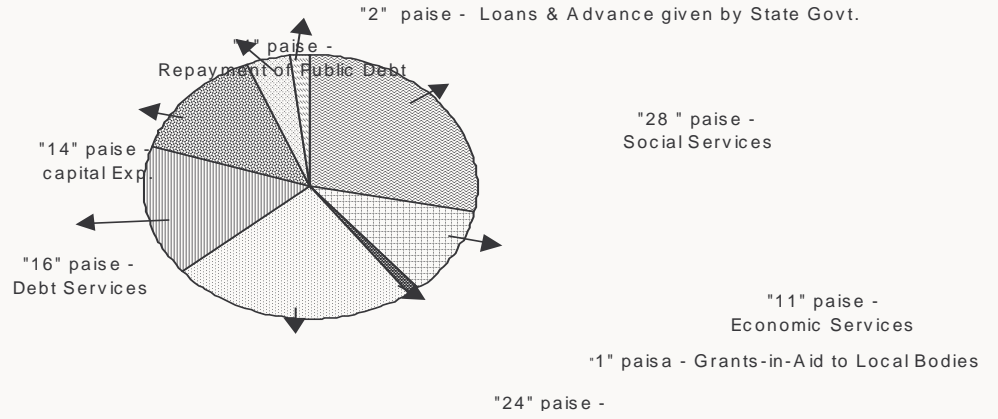 "2" paise - Loans & Advance given by State Govt.
"4" paise -
Repayment of Public Debt
"28 " paise -
Social Services
"14" paise -
capital Exp.
"16" paise -
Debt Services
"11" paise -
Economic Services
"1" paisa - Grants-in-Aid to Local Bodies
"24" paise -